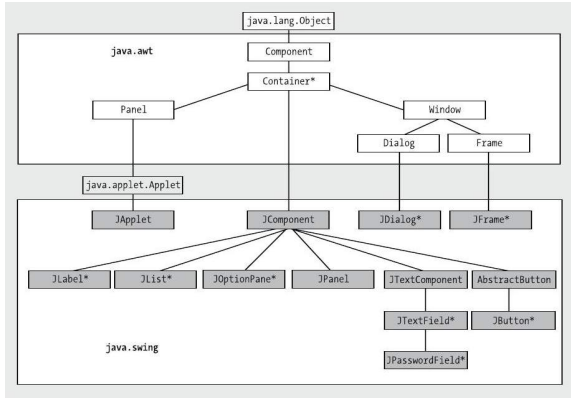 java.lang.Object
java.awt
Component
Container*
Panel
Window
Dialog
Frame
java.applet.Applet
JApplet
JComponent
JDialog*
JFrame*
JLabel*
JList*
JOptionPane*
JPanel
JTextComponent
AbstractButton
JTextField*
JButton*
java.swing
JPasswordField*